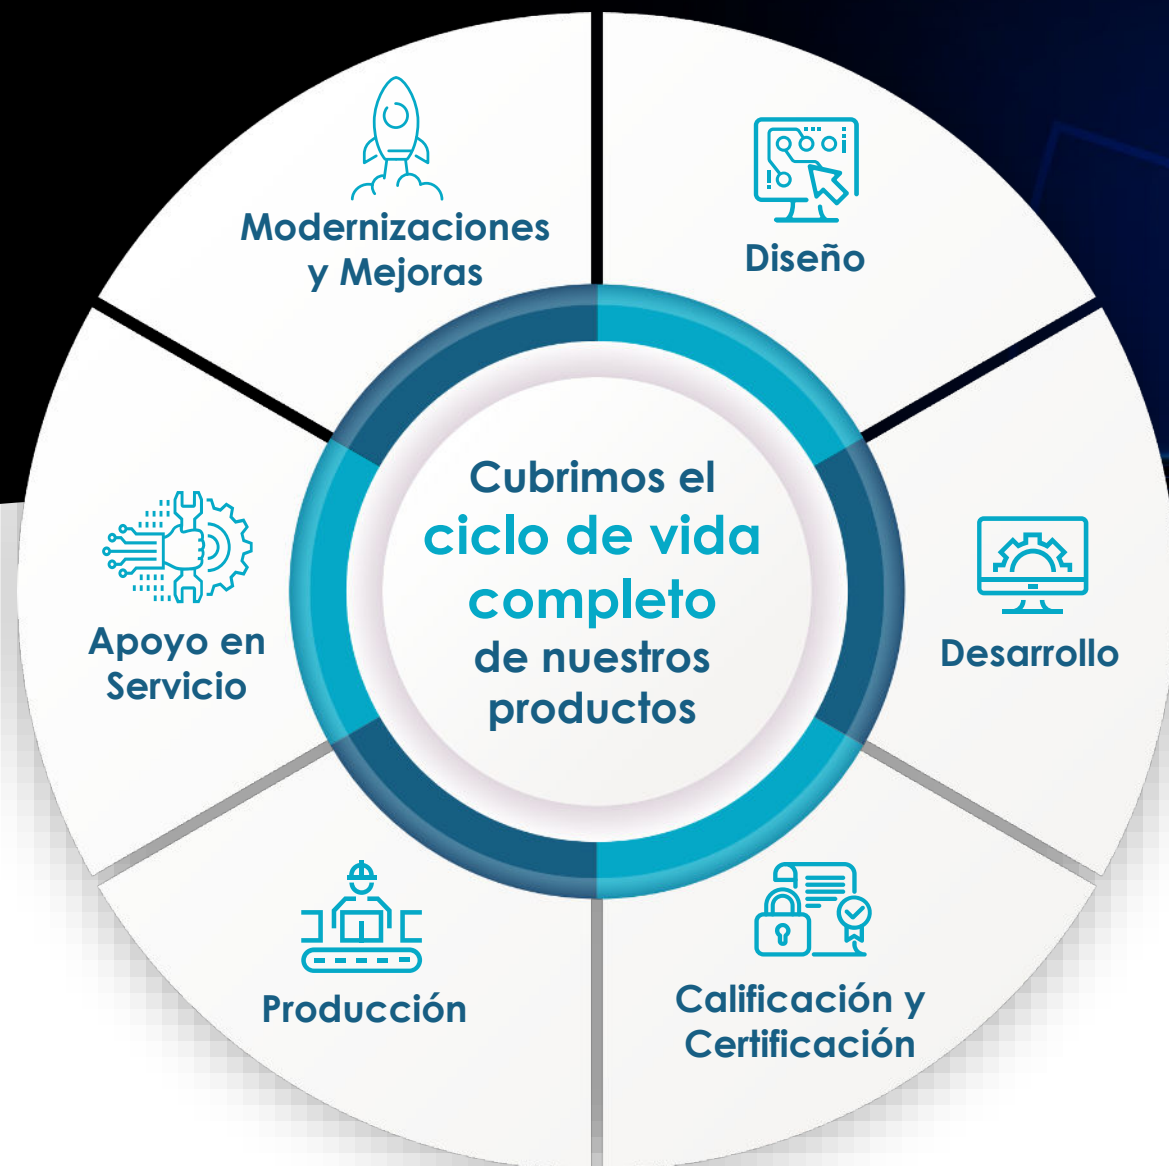 Modernizaciones
y Mejoras
Diseño
Cubrimos el
ciclo de vida
completo
de nuestros
productos
Apoyo en
Servicio
Desarrollo
Producción
Calificación y
Certificación